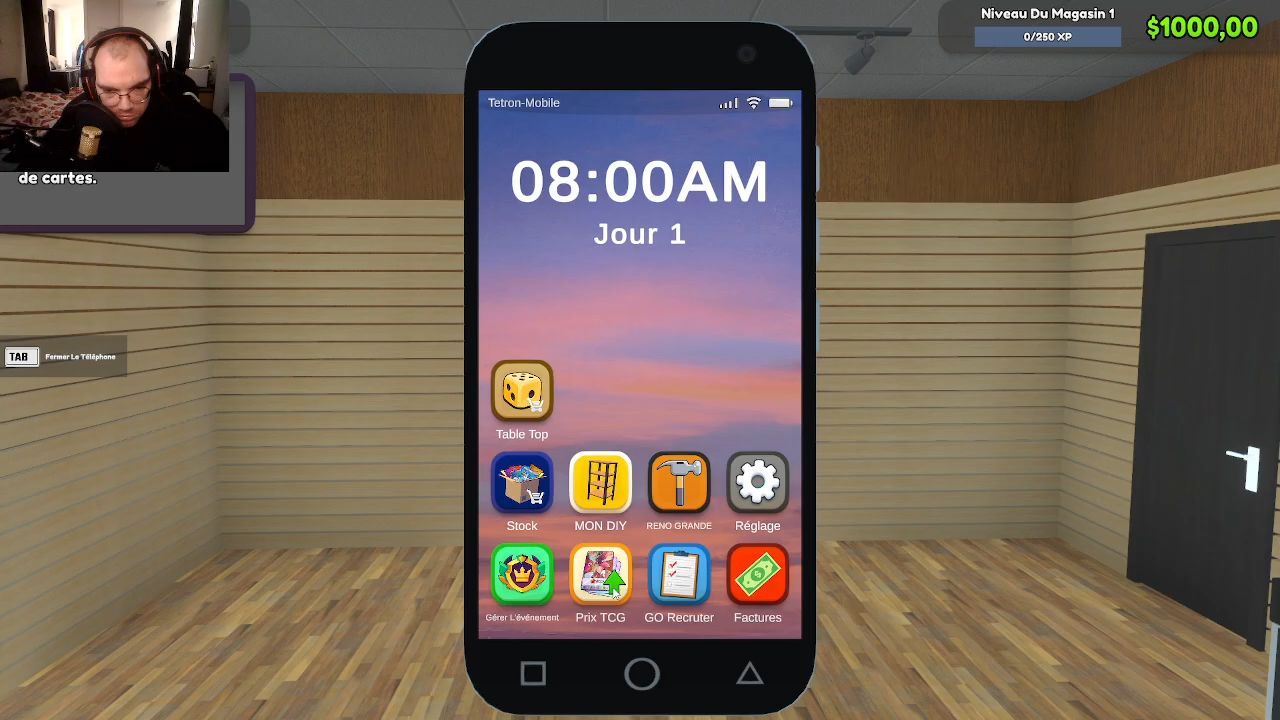 Niveau Du Magasin 1
0/250 XP
$1000,00
de cartes.
TAB
Fermer Le Téléphone
Tetron-Mobile
08:00AM
Jour 1
Table Top
Stock
MON DIY
RENO GRANDE
Réglage
Gérer L'événement
Prix TCG
GO Recruter
Factures